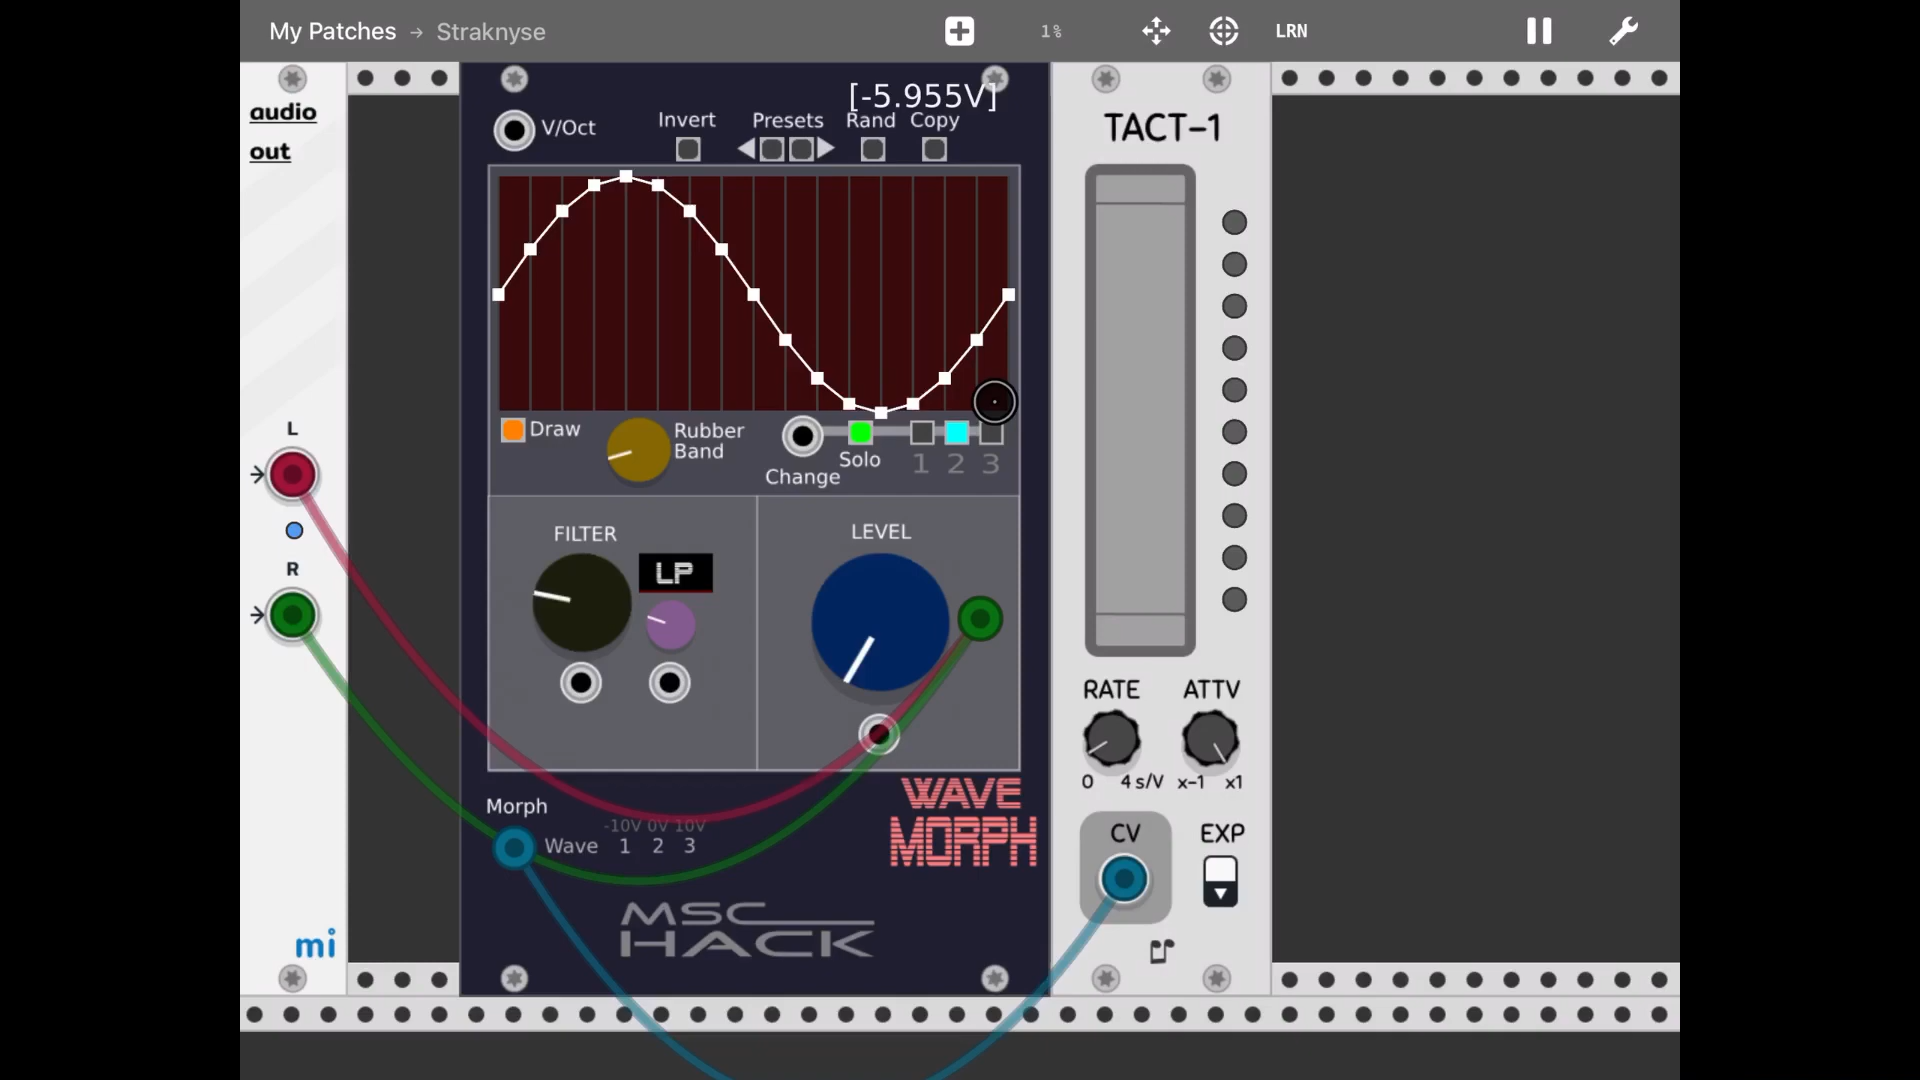 My Patches → Straknyse
1%
LRN
audio
out
L
R
mi
[-5.955V]
V/Oct
Invert
Presets
Rand
Copy
Draw
Rubber
Band
Change
Solo
1 2 3
FILTER
LP
LEVEL
Morph
-10V 0V 10V
Wave 1 2 3
WAVE
MORPH
MSC
HACK
TACT-1
RATE ATTV
0 4 s/V x-1 x1
CV EXP